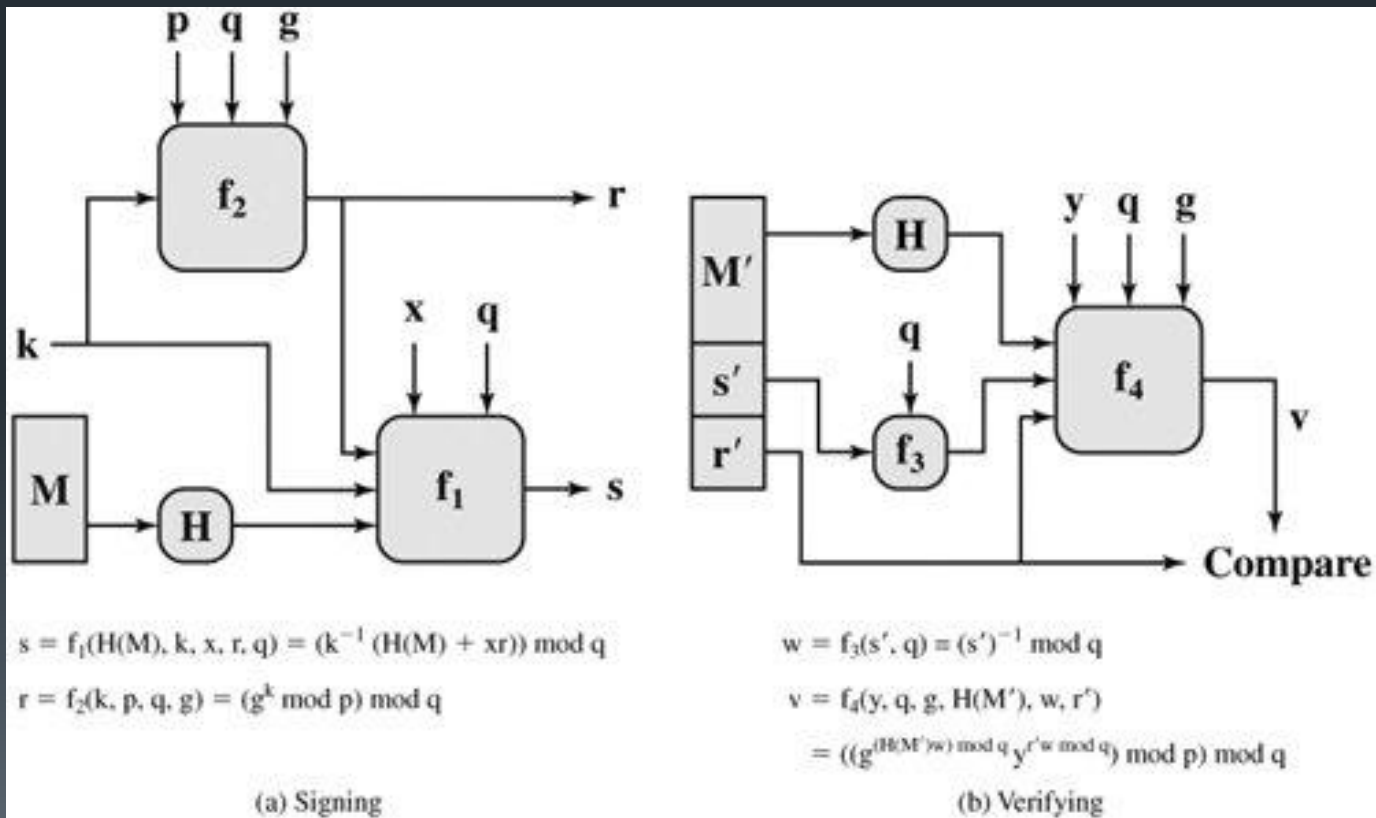 p q g
f₂
r
x q
k
M
H
f₁
s
s = f₁(H(M), k, x, r, q) = (k⁻¹ (H(M) + xr)) mod q
r = f₂(k, p, q, g) = (gᵏ mod p) mod q
(a) Signing
y q g
H
M′
q
s′
f₄
r′
f₃
v
Compare
w = f₃(s′, q) = (s′)⁻¹ mod q
v = f₄(y, q, g, H(M′), w, r′)
= ((g^(H(M′)w) mod q y^r′w mod q) mod p) mod q
(b) Verifying